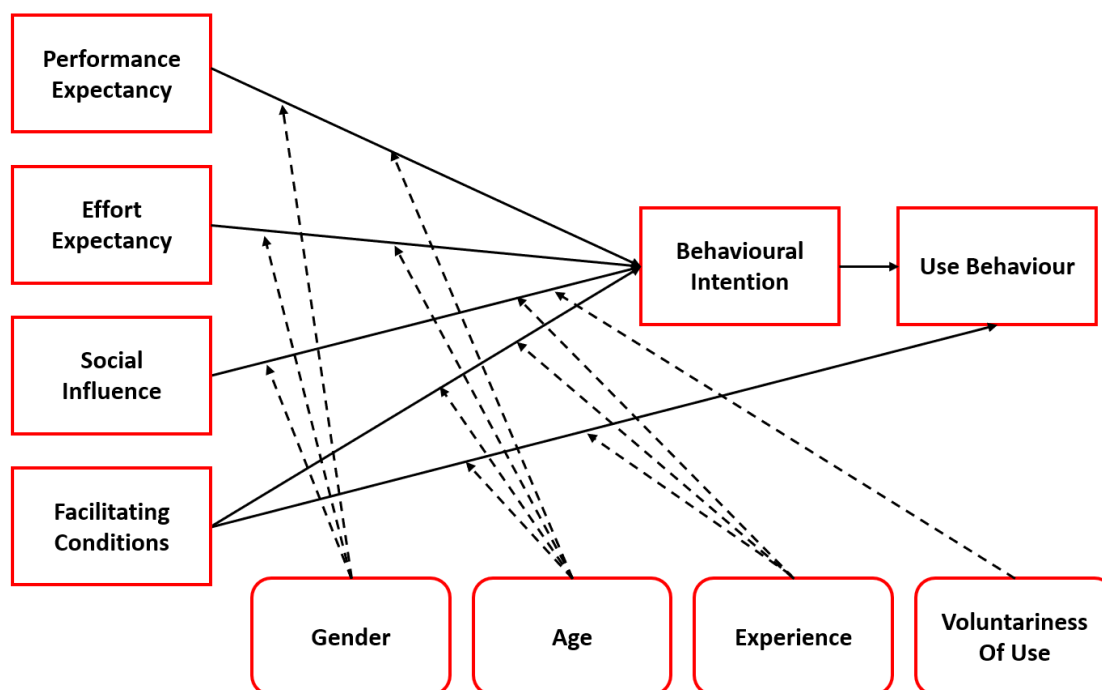 Performance
Expectancy
Effort
Expectancy
Social
Influence
Facilitating
Conditions
Behavioural
Intention
Use Behaviour
Gender
Age
Experience
Voluntariness
Of Use